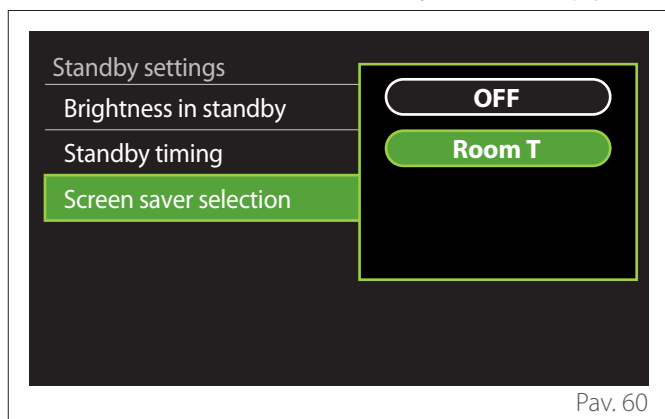 Standby settings
Brightness in standby
Standby timing
Screen saver selection
OFF
Room T
Pav. 60